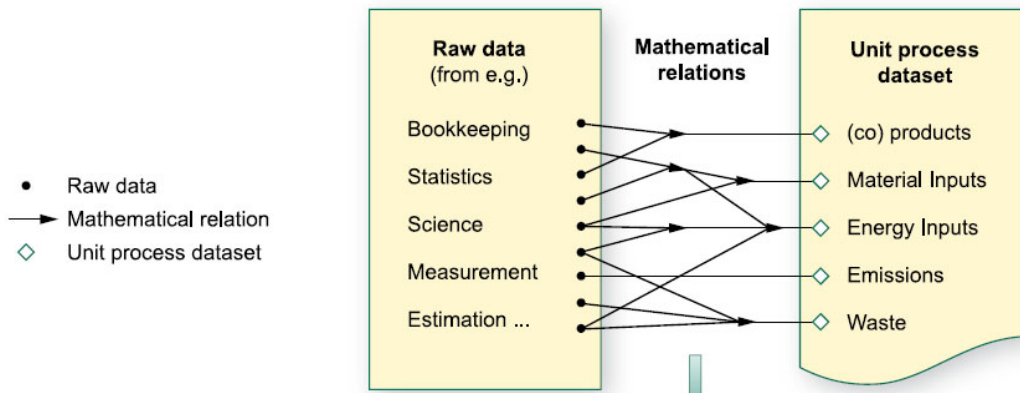 Raw data
(from e.g.)
Bookkeeping
Statistics
Science
Measurement
Estimation ...
Mathematical
relations
Unit process
dataset
(co) products
Material Inputs
Energy Inputs
Emissions
Waste
Raw data
Mathematical relation
Unit process dataset